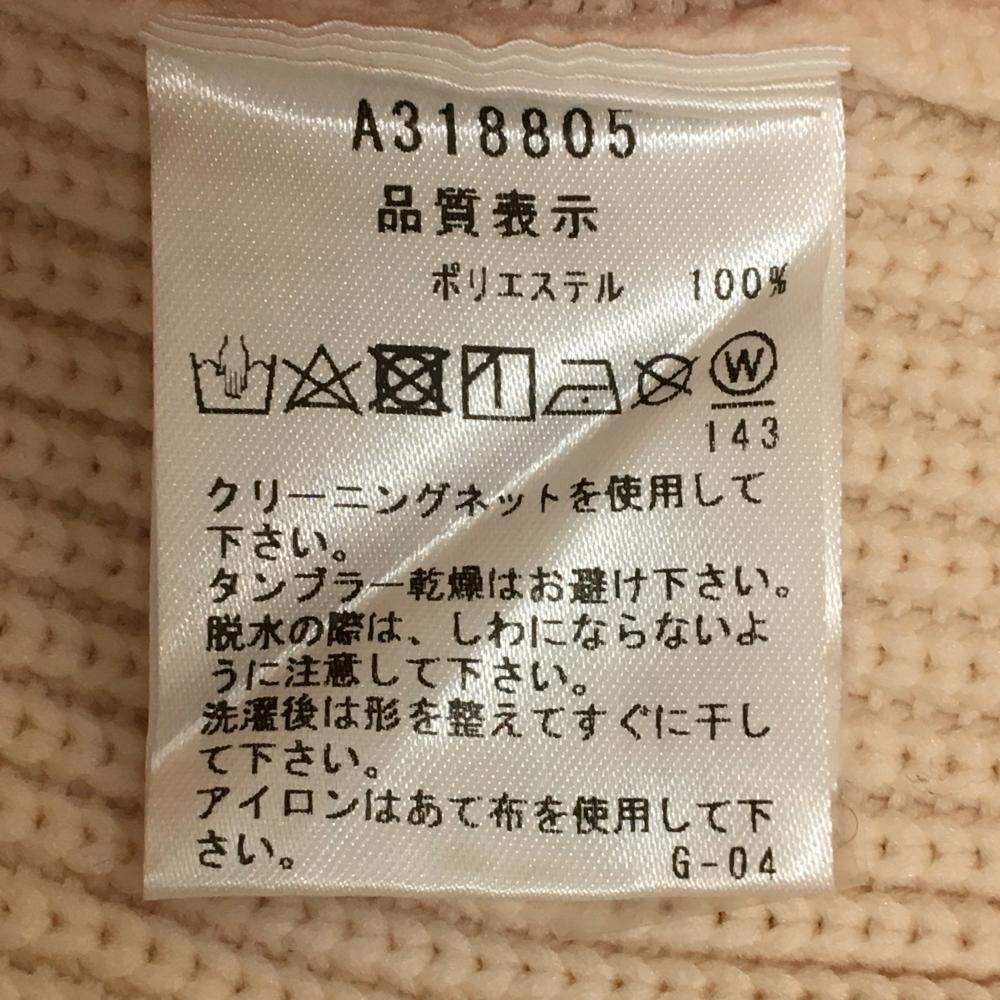 A318805
品質表示
ポリエステル 100%
W
143
クリーニングネットを使用して
下さい。
タンブラー乾燥はお避け下さい。
脱水の際は、しわにならないよ
うに注意して下さい。
洗濯後は形を整えてすぐに干し
て下さい。
アイロンはあて布を使用して下
さい。 G-04